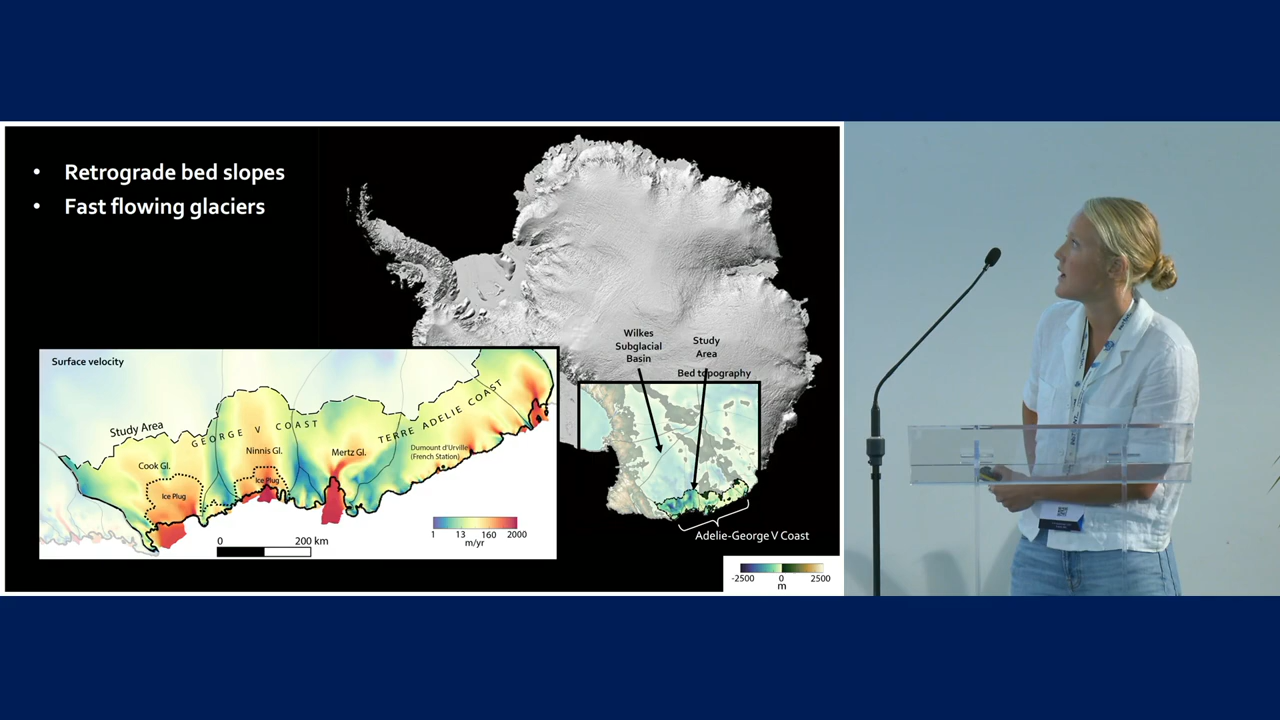 • Retrograde bed slopes
• Fast flowing glaciers
Wilkes
Subglacial
Basin
Study
Area
Bed topography
Surface velocity
Study Area
GEORGE V COAST
TERRE ADELIE COAST
Cook Gl.
Ninnis Gl.
Mertz Gl.
Dumount d'Urville
(French Station)
Ice Plug
Ice Plug
0 200 km
1 13 160 2000
m/yr
Adelie-George V Coast
-2500 0 2500
m